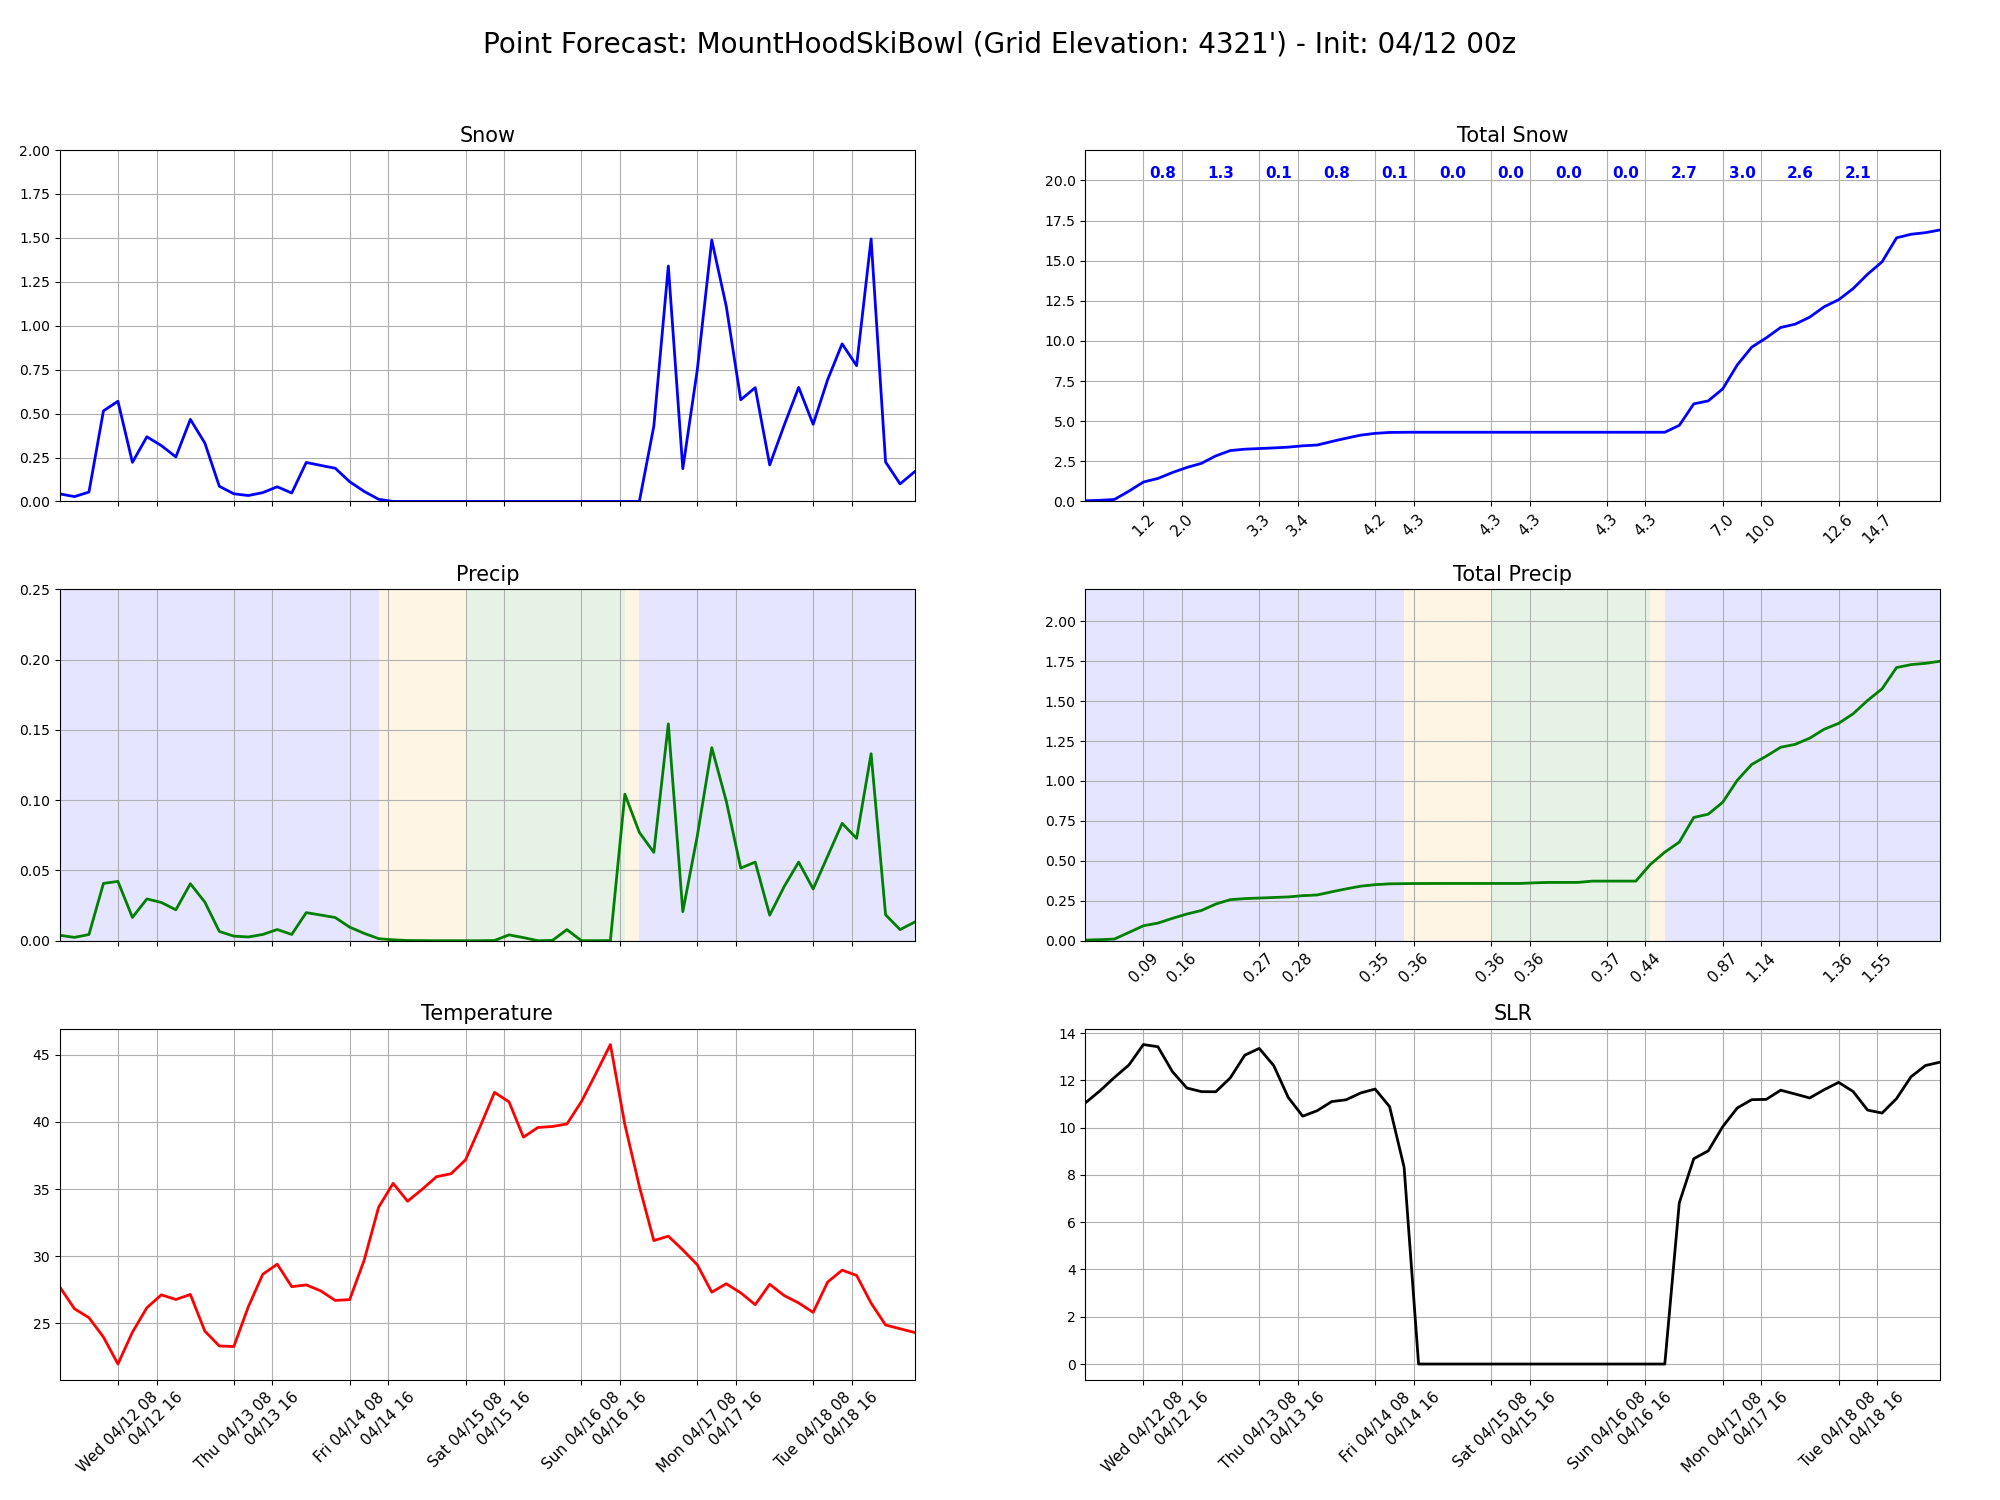 Point Forecast: MountHoodSkiBowl (Grid Elevation: 4321') - Init: 04/12 00z
Snow
2.00
1.75
1.50
1.25
1.00
0.75
0.50
0.25
0.00
Total Snow
0.8 1.3 0.1 0.8 0.1 0.0 0.0 0.0 0.0 2.7 3.0 2.6 2.1
20.0
17.5
15.0
12.5
10.0
7.5
5.0
2.5
0.0
1.2 2.0 3.3 3.4 4.2 4.3 4.3 4.3 4.3 4.3 7.0 10.0 12.6 14.7
Precip
0.25
0.20
0.15
0.10
0.05
0.00
Total Precip
2.00
1.75
1.50
1.25
1.00
0.75
0.50
0.25
0.00
0.09 0.16 0.27 0.28 0.35 0.36 0.36 0.36 0.37 0.44 0.87 1.14 1.36 1.55
Temperature
45
40
35
30
25
Wed 04/12 08
04/12 16
Thu 04/13 08
04/13 16
Fri 04/14 08
04/14 16
Sat 04/15 08
04/15 16
Sun 04/16 08
04/16 16
Mon 04/17 08
04/17 16
Tue 04/18 08
04/18 16
SLR
14
12
10
8
6
4
2
0
Wed 04/12 08
04/12 16
Thu 04/13 08
04/13 16
Fri 04/14 08
04/14 16
Sat 04/15 08
04/15 16
Sun 04/16 08
04/16 16
Mon 04/17 08
04/17 16
Tue 04/18 08
04/18 16